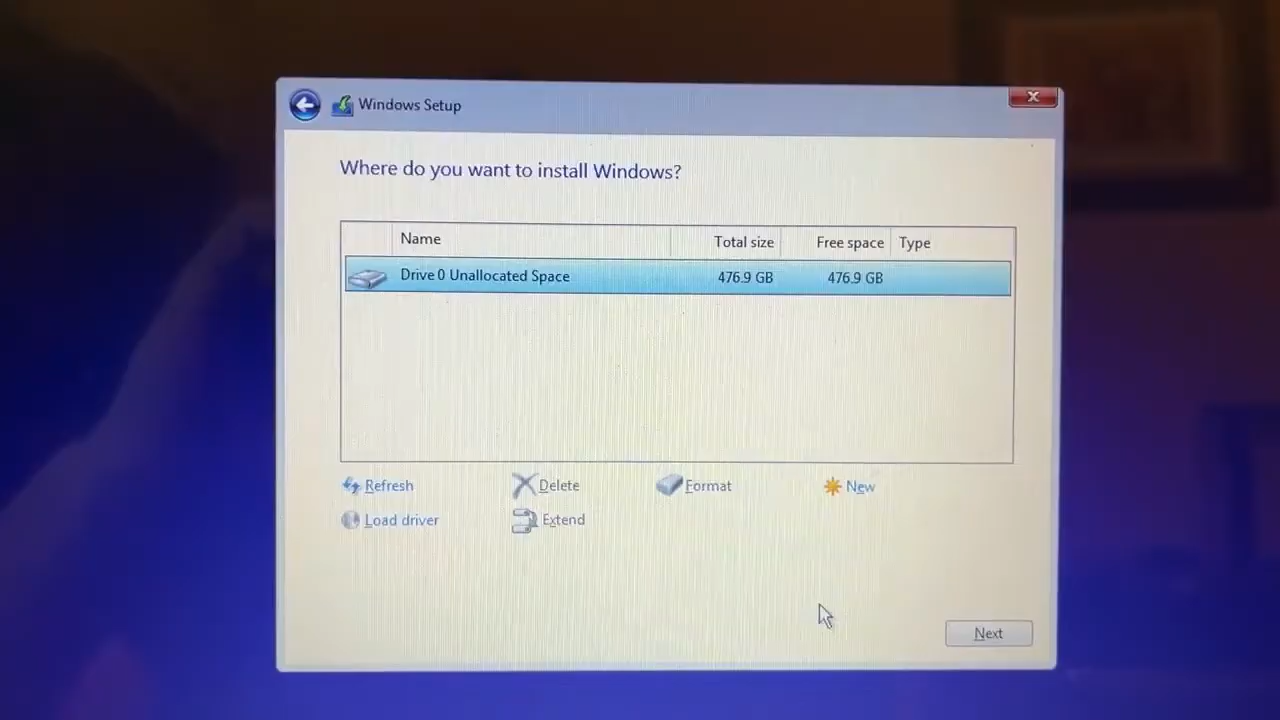 Windows Setup
Where do you want to install Windows?
Name Total size Free space Type
Drive 0 Unallocated Space 476.9 GB 476.9 GB
Refresh Delete Format New
Load driver Extend
Next